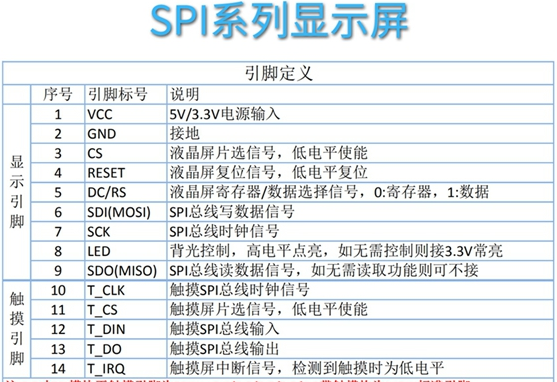 SPI系列显示屏
引脚定义
序号 引脚标号 说明
显示引脚
1 VCC 5V/3.3V电源输入
2 GND 接地
3 CS 液晶屏片选信号，低电平使能
4 RESET 液晶屏复位信号，低电平复位
5 DC/RS 液晶屏寄存器/数据选择信号，0:寄存器，1:数据
6 SDI(MOSI) SPI总线写数据信号
7 SCK SPI总线时钟信号
8 LED 背光控制，高电平点亮，如无需控制则接3.3V常亮
9 SDO(MISO) SPI总线读数据信号，如无需读取功能则可不接
触摸引脚
10 T_CLK 触摸SPI总线时钟信号
11 T_CS 触摸屏片选信号，低电平使能
12 T_DIN 触摸SPI总线输入
13 T_DO 触摸SPI总线输出
14 T_IRQ 触摸屏中断信号，检测到触摸时为低电平